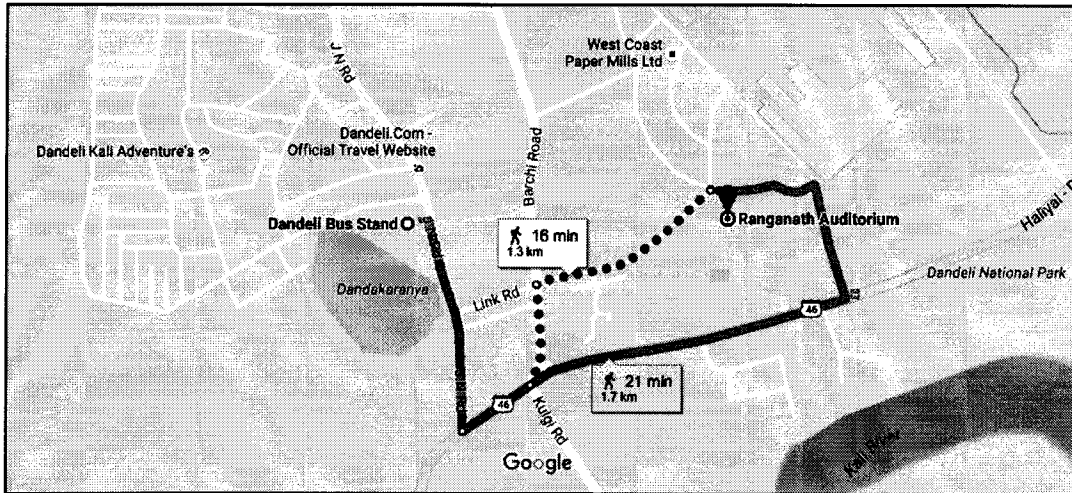 J N Rd
West Coast
Paper Mills Ltd
Dandeli.Com -
Official Travel Website
Dandeli Kali Adventure's
Barchi Road
Dandeli Bus Stand
16 min
1.3 km
Ranganath Auditorium
Haliyal -
Dandeli National Park
Dandakaranya
Link Rd
46
46
21 min
1.7 km
Kulgi Rd
Kali River
Google